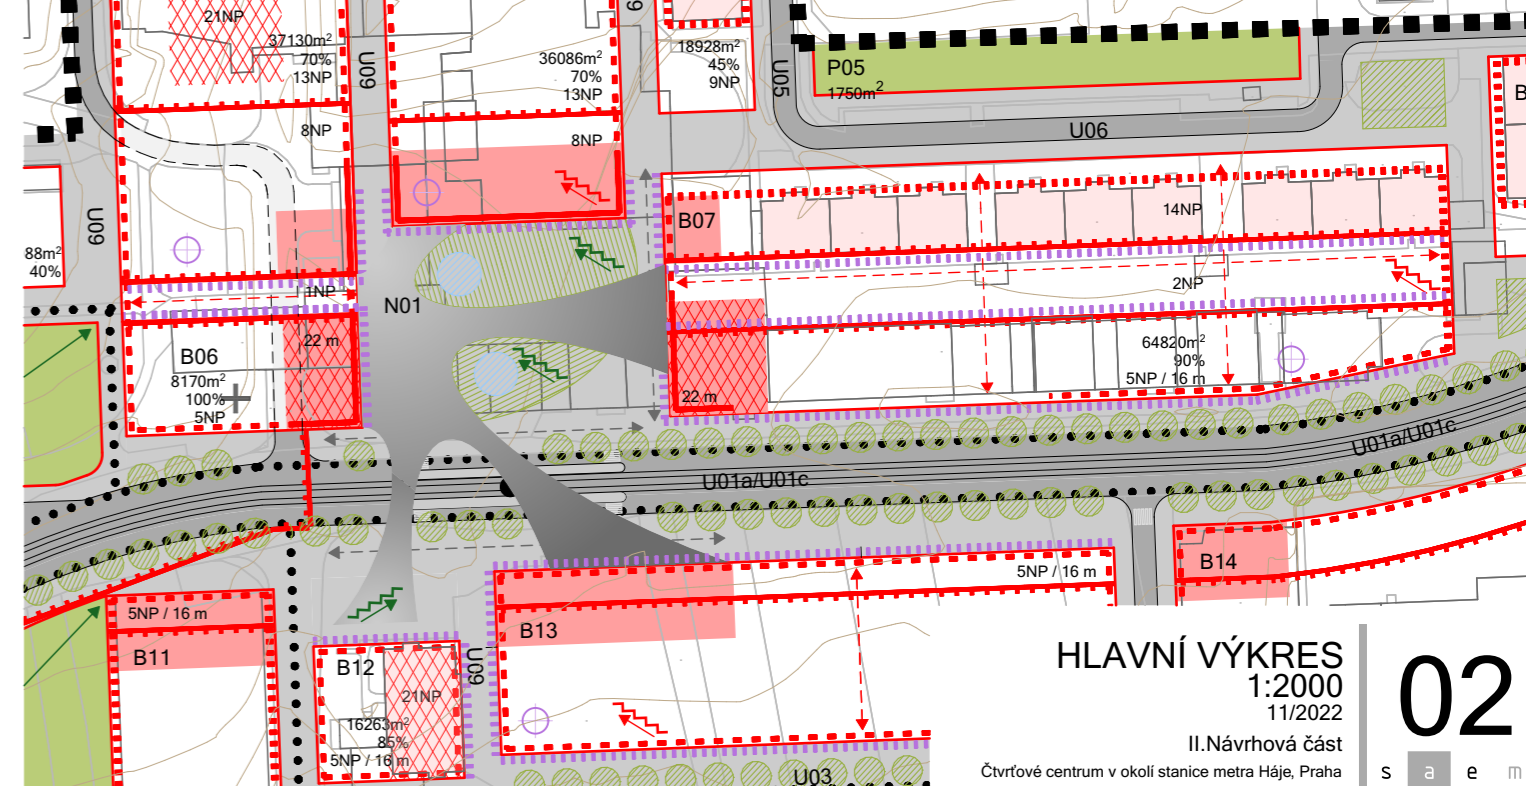 21NP
37130m²
70%
13NP
8NP
U09
36086m²
70%
13NP
8NP
18928m²
45%
9NP
U05
P05
1750m²
U06
B
U09
88m²
40%
B07
14NP
2NP
N01
1NP
22 m
B06
8170m²
100%
5NP
64820m²
90%
5NP / 16 m
22 m
U01a/U01c
U01a/U01c
B14
5NP / 16 m
5NP / 16 m
B11
B13
B12
U09
21NP
16263m²
85%
5NP / 16 m
U03
HLAVNÍ VÝKRES
1:2000
11/2022
II.Návrhová část
Čtvrťové centrum v okolí stanice metra Háje, Praha
02
s a e m